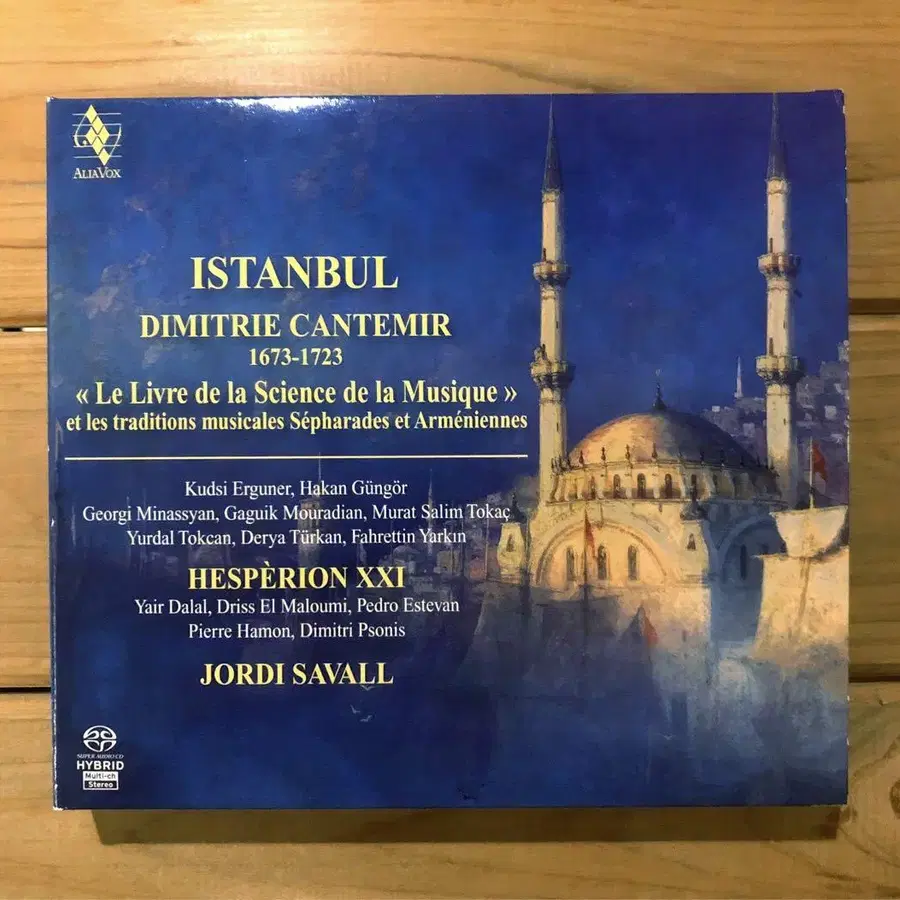 ALIAVOX
ISTANBUL
DIMITRIE CANTEMIR
1673-1723
« Le Livre de la Science de la Musique »
et les traditions musicales Sépharades et Arméniennes
Kudsi Erguner, Hakan Güngör
Georgi Minassyan, Gaguik Mouradian, Murat Salim Tokaç
Yurdal Tokcan, Derya Türkan, Fahrettin Yarkın
HESPÈRION XXI
Yair Dalal, Driss El Maloumi, Pedro Estevan
Pierre Hamon, Dimitri Psonis
JORDI SAVALL
SUPER AUDIO CD
HYBRID
Multi-ch
Stereo